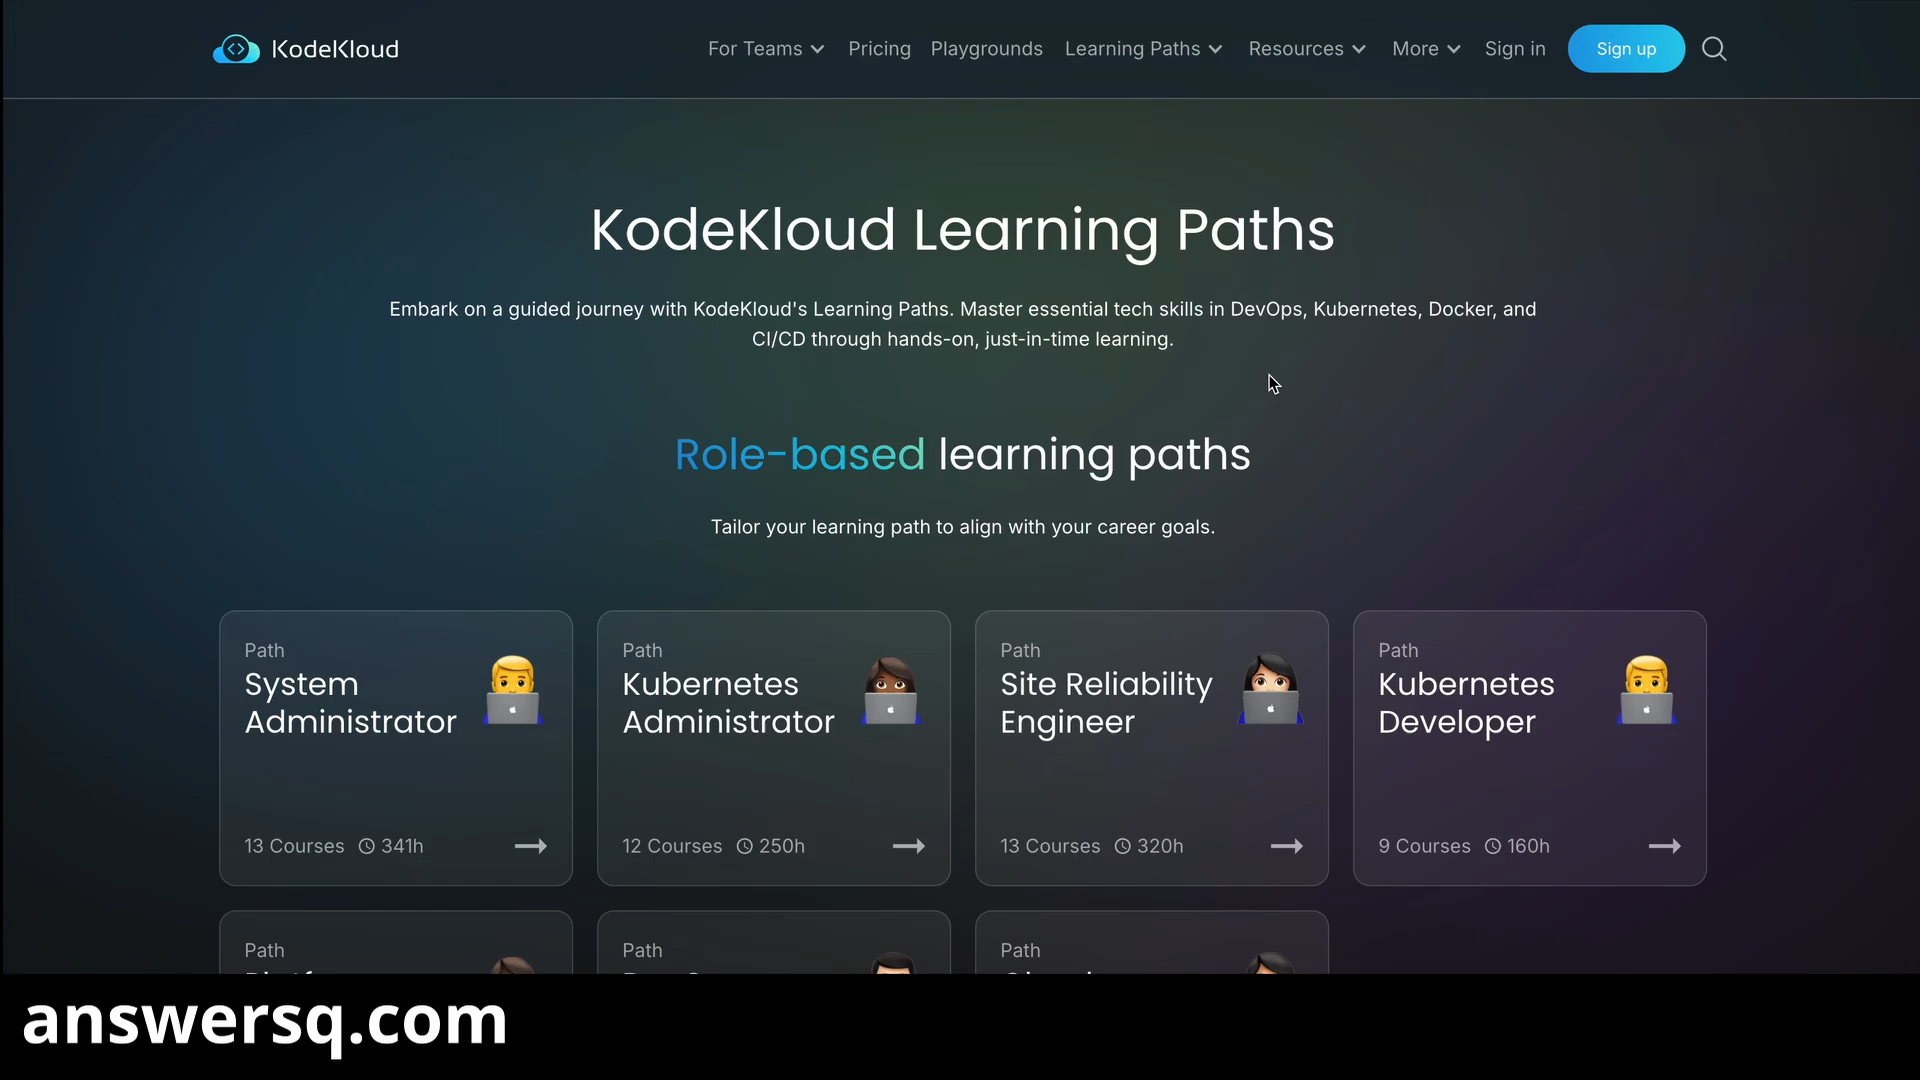 KodeKloud
For Teams
Pricing
Playgrounds
Learning Paths
Resources
More
Sign in
Sign up
KodeKloud Learning Paths
Embark on a guided journey with KodeKloud's Learning Paths. Master essential tech skills in DevOps, Kubernetes, Docker, and
CI/CD through hands-on, just-in-time learning.
Role-based learning paths
Tailor your learning path to align with your career goals.
Path
System
Administrator
13 Courses 341h
Path
Kubernetes
Administrator
12 Courses 250h
Path
Site Reliability
Engineer
13 Courses 320h
Path
Kubernetes
Developer
9 Courses 160h
Path
Path
Path
answersq.com